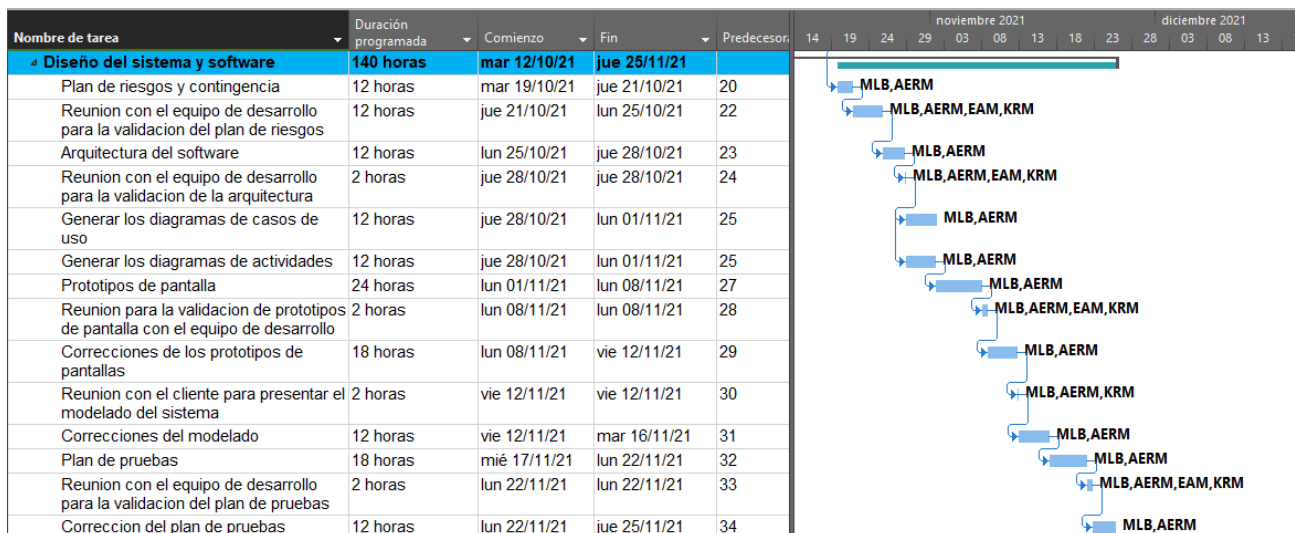 noviembre 2021 diciembre 2021
Nombre de tarea Duración programada Comienzo Fin Predecesora 14 19 24 29 03 08 13 18 23 28 03 08 13
Diseño del sistema y software 140 horas mar 12/10/21 jue 25/11/21
Plan de riesgos y contingencia 12 horas mar 19/10/21 jue 21/10/21 20 MLB,AERM
Reunion con el equipo de desarrollo 12 horas jue 21/10/21 lun 25/10/21 22 MLB,AERM,EAM,KRM
para la validacion del plan de riesgos
Arquitectura del software 12 horas lun 25/10/21 jue 28/10/21 23 MLB,AERM
Reunion con el equipo de desarrollo 2 horas jue 28/10/21 jue 28/10/21 24 MLB,AERM,EAM,KRM
para la validacion de la arquitectura
Generar los diagramas de casos de 12 horas jue 28/10/21 lun 01/11/21 25 MLB,AERM
uso
Generar los diagramas de actividades 12 horas jue 28/10/21 lun 01/11/21 25 MLB,AERM
Prototipos de pantalla 24 horas lun 01/11/21 lun 08/11/21 27 MLB,AERM
Reunion para la validacion de prototipos 2 horas lun 08/11/21 lun 08/11/21 28 MLB,AERM,EAM,KRM
de pantalla con el equipo de desarrollo
Correcciones de los prototipos de 18 horas lun 08/11/21 vie 12/11/21 29 MLB,AERM
pantallas
Reunion con el cliente para presentar el 2 horas vie 12/11/21 vie 12/11/21 30 MLB,AERM,KRM
modelado del sistema
Correcciones del modelado 12 horas vie 12/11/21 mar 16/11/21 31 MLB,AERM
Plan de pruebas 18 horas mié 17/11/21 lun 22/11/21 32 MLB,AERM
Reunion con el equipo de desarrollo 2 horas lun 22/11/21 lun 22/11/21 33 MLB,AERM,EAM,KRM
para la validacion del plan de pruebas
Correccion del plan de pruebas 12 horas lun 22/11/21 jue 25/11/21 34 MLB,AERM